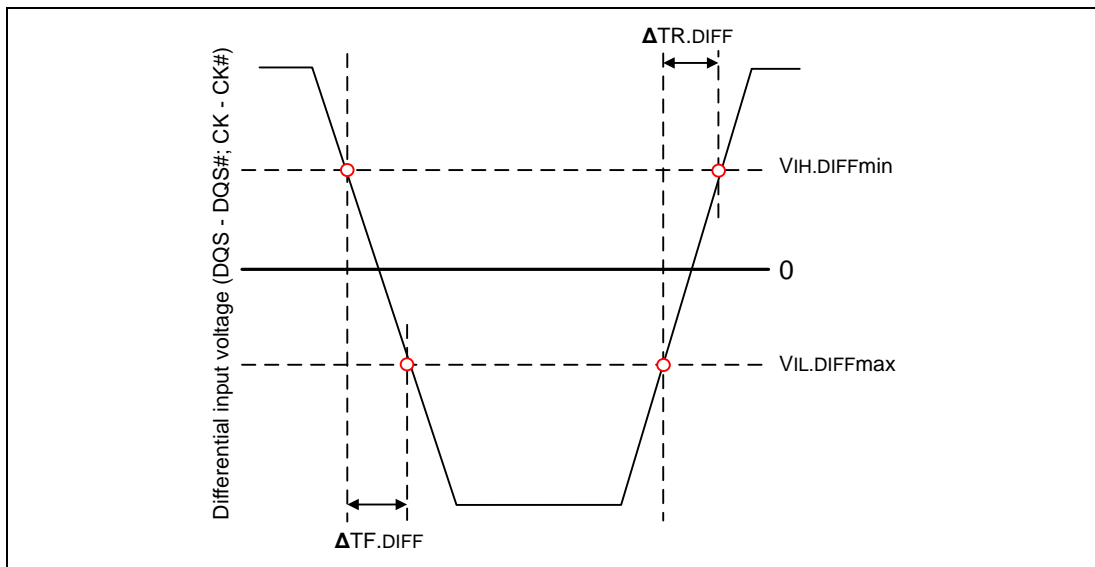 Differential input voltage (DQS - DQS#; CK - CK#)
ΔTR.DIFF
VIH.DIFFmin
0
VIL.DIFFmax
ΔTF.DIFF